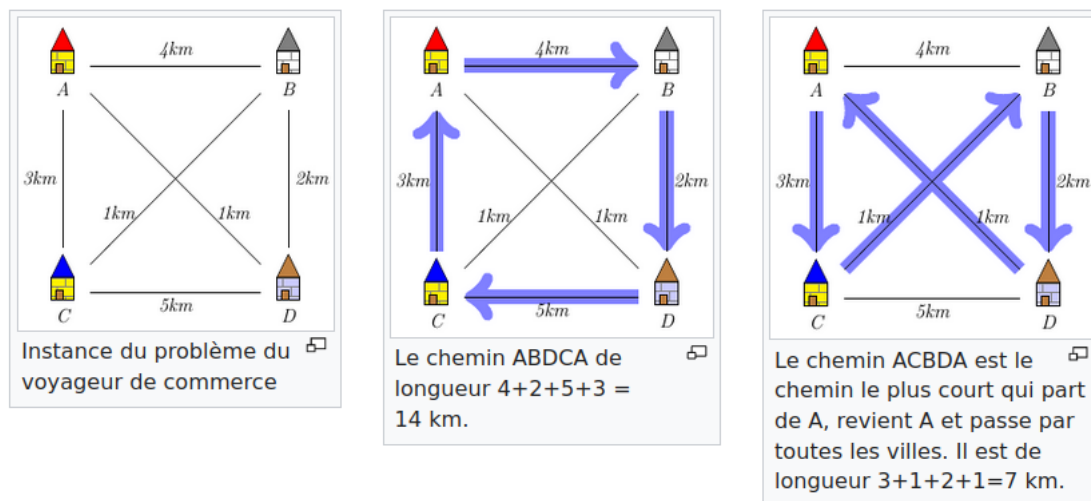 4km
A
B
3km
2km
1km
1km
C
5km
D
Instance du problème du
voyageur de commerce
4km
A
B
3km
2km
1km
1km
C
5km
D
Le chemin ABDCA de
longueur 4+2+5+3 =
14 km.
4km
A
B
3km
2km
1km
1km
C
5km
D
Le chemin ACBDA est le
chemin le plus court qui part
de A, revient A et passe par
toutes les villes. Il est de
longueur 3+1+2+1=7 km.